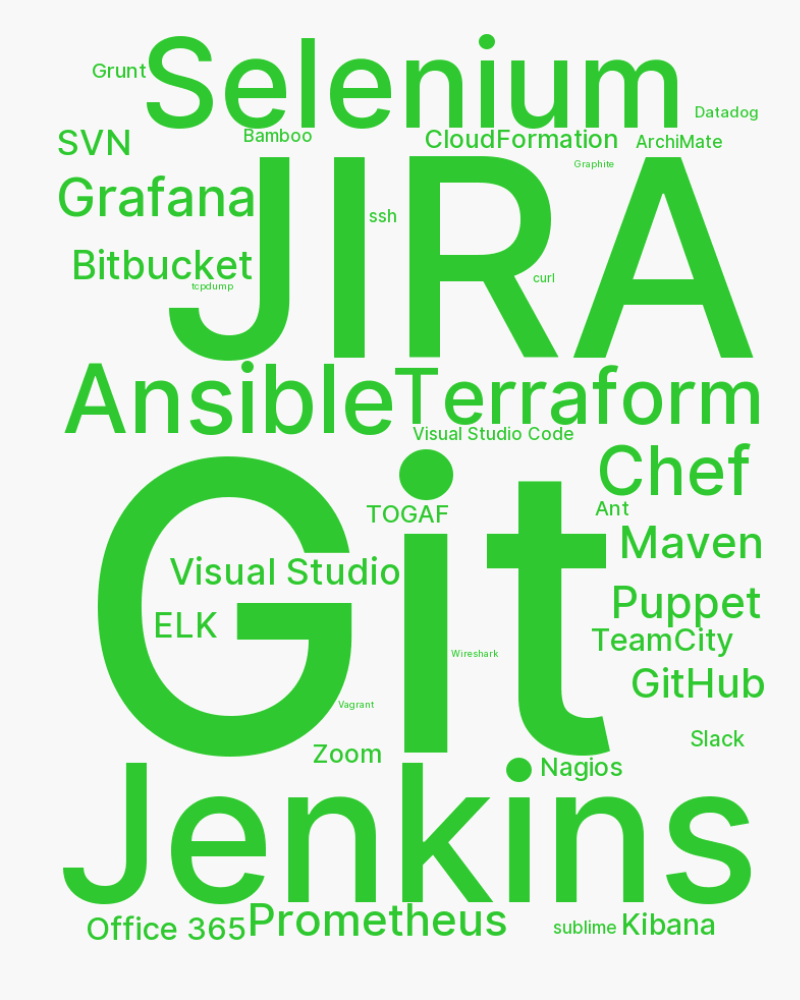 Selenium
Grunt
Datadog
SVN
Bamboo
CloudFormation
ArchiMate
Graphite
Grafana
JIRA
ssh
Bitbucket
tcpdump
curl
Ansible
Terraform
Visual Studio Code
Chef
Git
TOGAF
Ant
Maven
Visual Studio
Puppet
ELK
TeamCity
Wireshark
GitHub
Vagrant
Slack
Zoom
Nagios
Jenkins
Office 365
Prometheus
sublime
Kibana